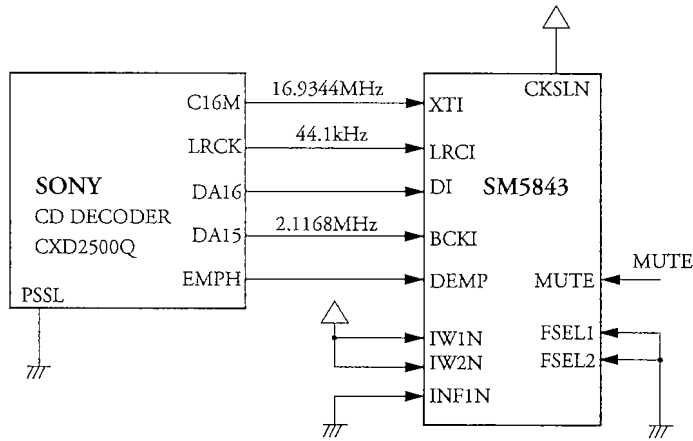 CKSLN
C16M 16.9344MHz XTI
LRCK 44.1kHz LRCI
SONY DA16 DI SM5843
CD DECODER
CXD2500Q DA15 2.1168MHz BCKI
EMPH DEMP MUTE MUTE
PSSL
IW1N FSEL1
IW2N FSEL2
INF1N